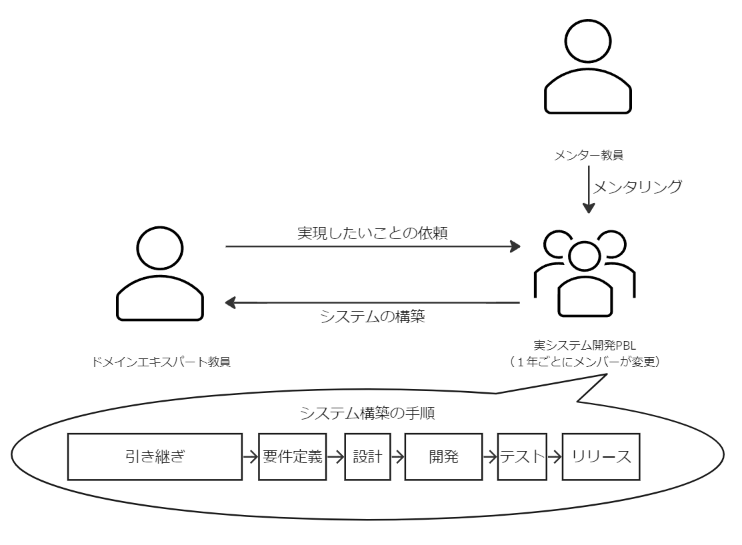 メンター教員
メンタリング
実現したいことの依頼
システムの構築
ドメインエキスパート教員
実システム開発PBL
（１年ごとにメンバーが変更）
システム構築の手順
引き継ぎ
要件定義
設計
開発
テスト
リリース